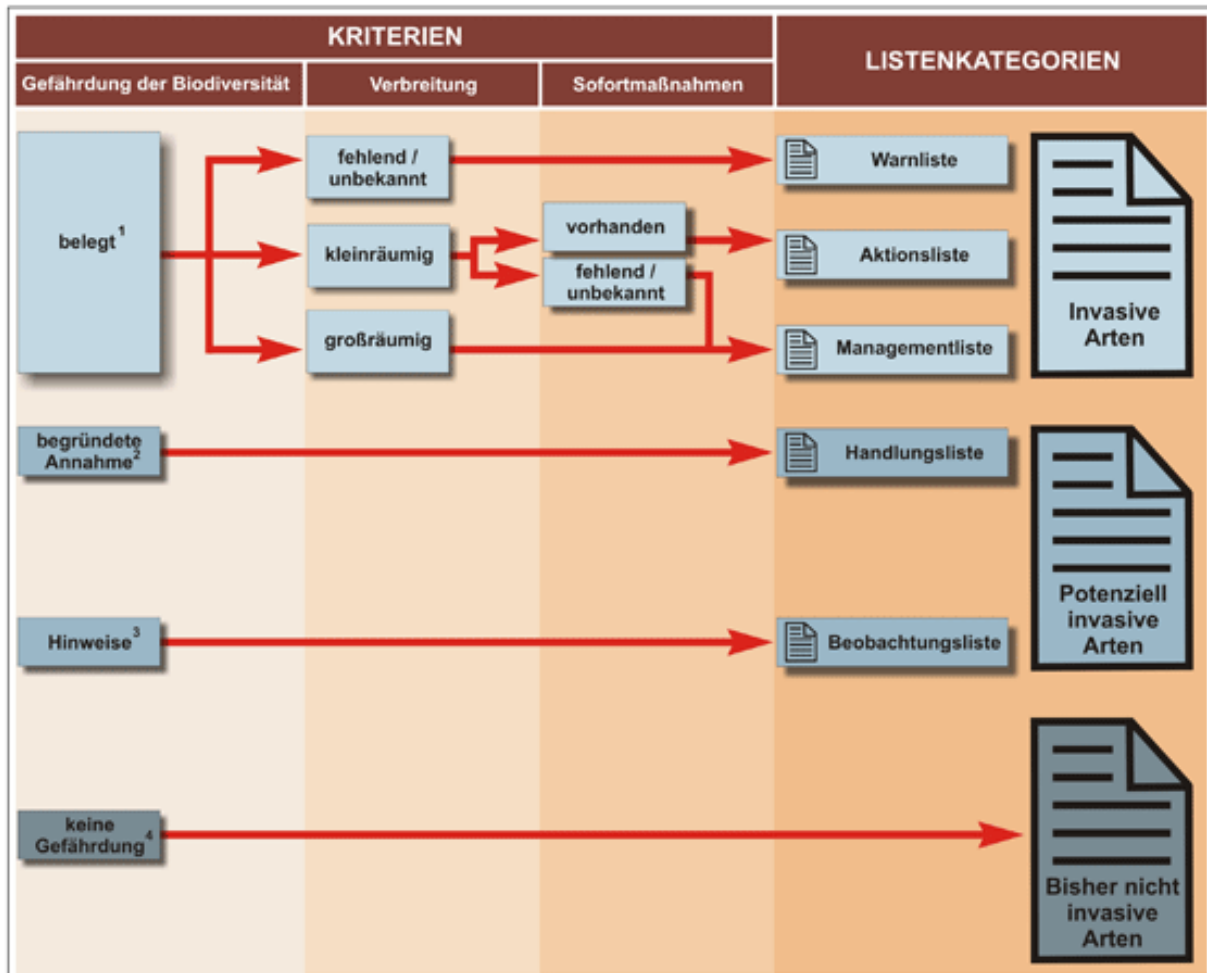 KRITERIEN
LISTENKATEGORIEN
Gefährdung der Biodiversität
Verbreitung
Sofortmaßnahmen
belegt¹
fehlend /
unbekannt
Warnliste
kleinräumig
vorhanden
Aktionsliste
fehlend /
unbekannt
großräumig
Managementliste
Invasive
Arten
begründete
Annahme²
Handlungsliste
Hinweise³
Beobachtungsliste
Potenziell
invasive
Arten
keine
Gefährdung⁴
Bisher nicht
invasive
Arten